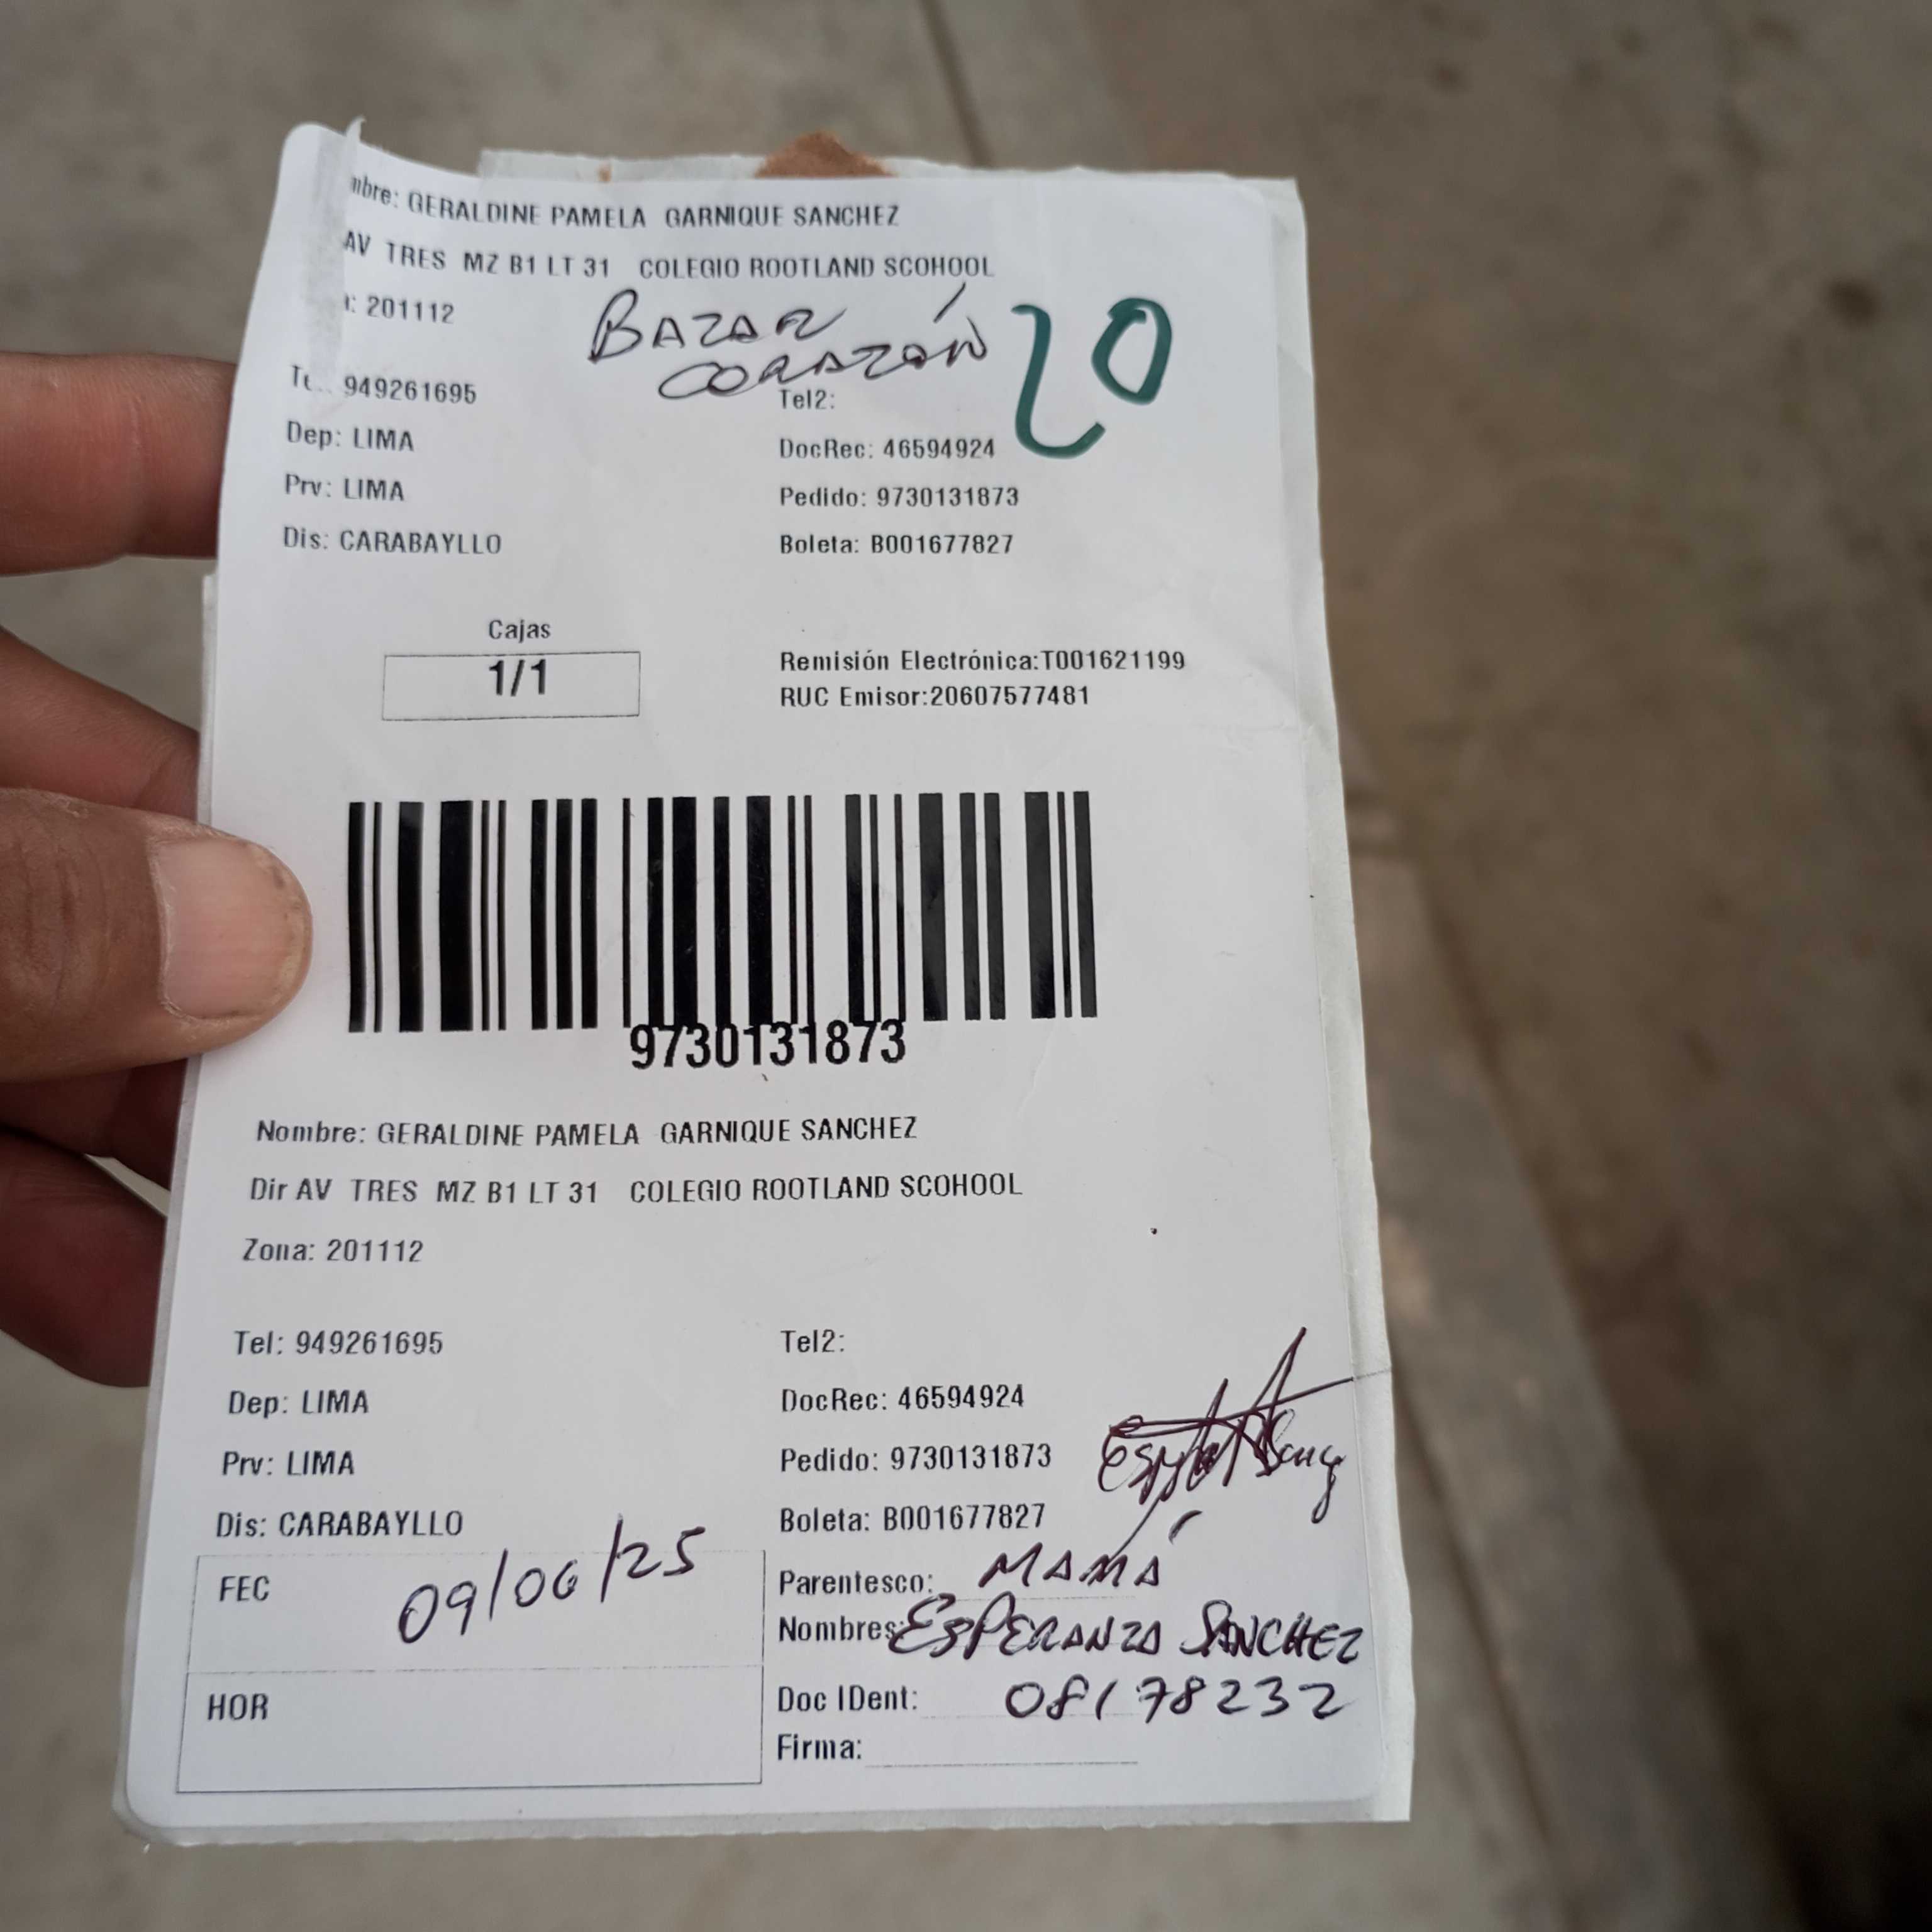 mbre: GERALDINE PAMELA GARNIQUE SANCHEZ
AV TRES MZ B1 LT 31 COLEGIO ROOTLAND SCOHOOL
: 201112
BAZAR
CORAZÓN
20
949261695 Tel2:
Dep: LIMA DocRec: 46594924
Prv: LIMA Pedido: 9730131873
Dis: CARABAYLLO Boleta: B001677827
Cajas
1/1
Remisión Electrónica:T001621199
RUC Emisor:20607577481
9730131873
Nombre: GERALDINE PAMELA GARNIQUE SANCHEZ
Dir AV TRES MZ B1 LT 31 COLEGIO ROOTLAND SCOHOOL
Zona: 201112
Tel: 949261695 Tel2:
Dep: LIMA DocRec: 46594924
Prv: LIMA Pedido: 9730131873
Dis: CARABAYLLO Boleta: B001677827
FEC 09/06/25
HOR
Parentesco: MAMÁ
Nombres: ESPERANZA SANCHEZ
Doc IDent: 08178232
Firma: